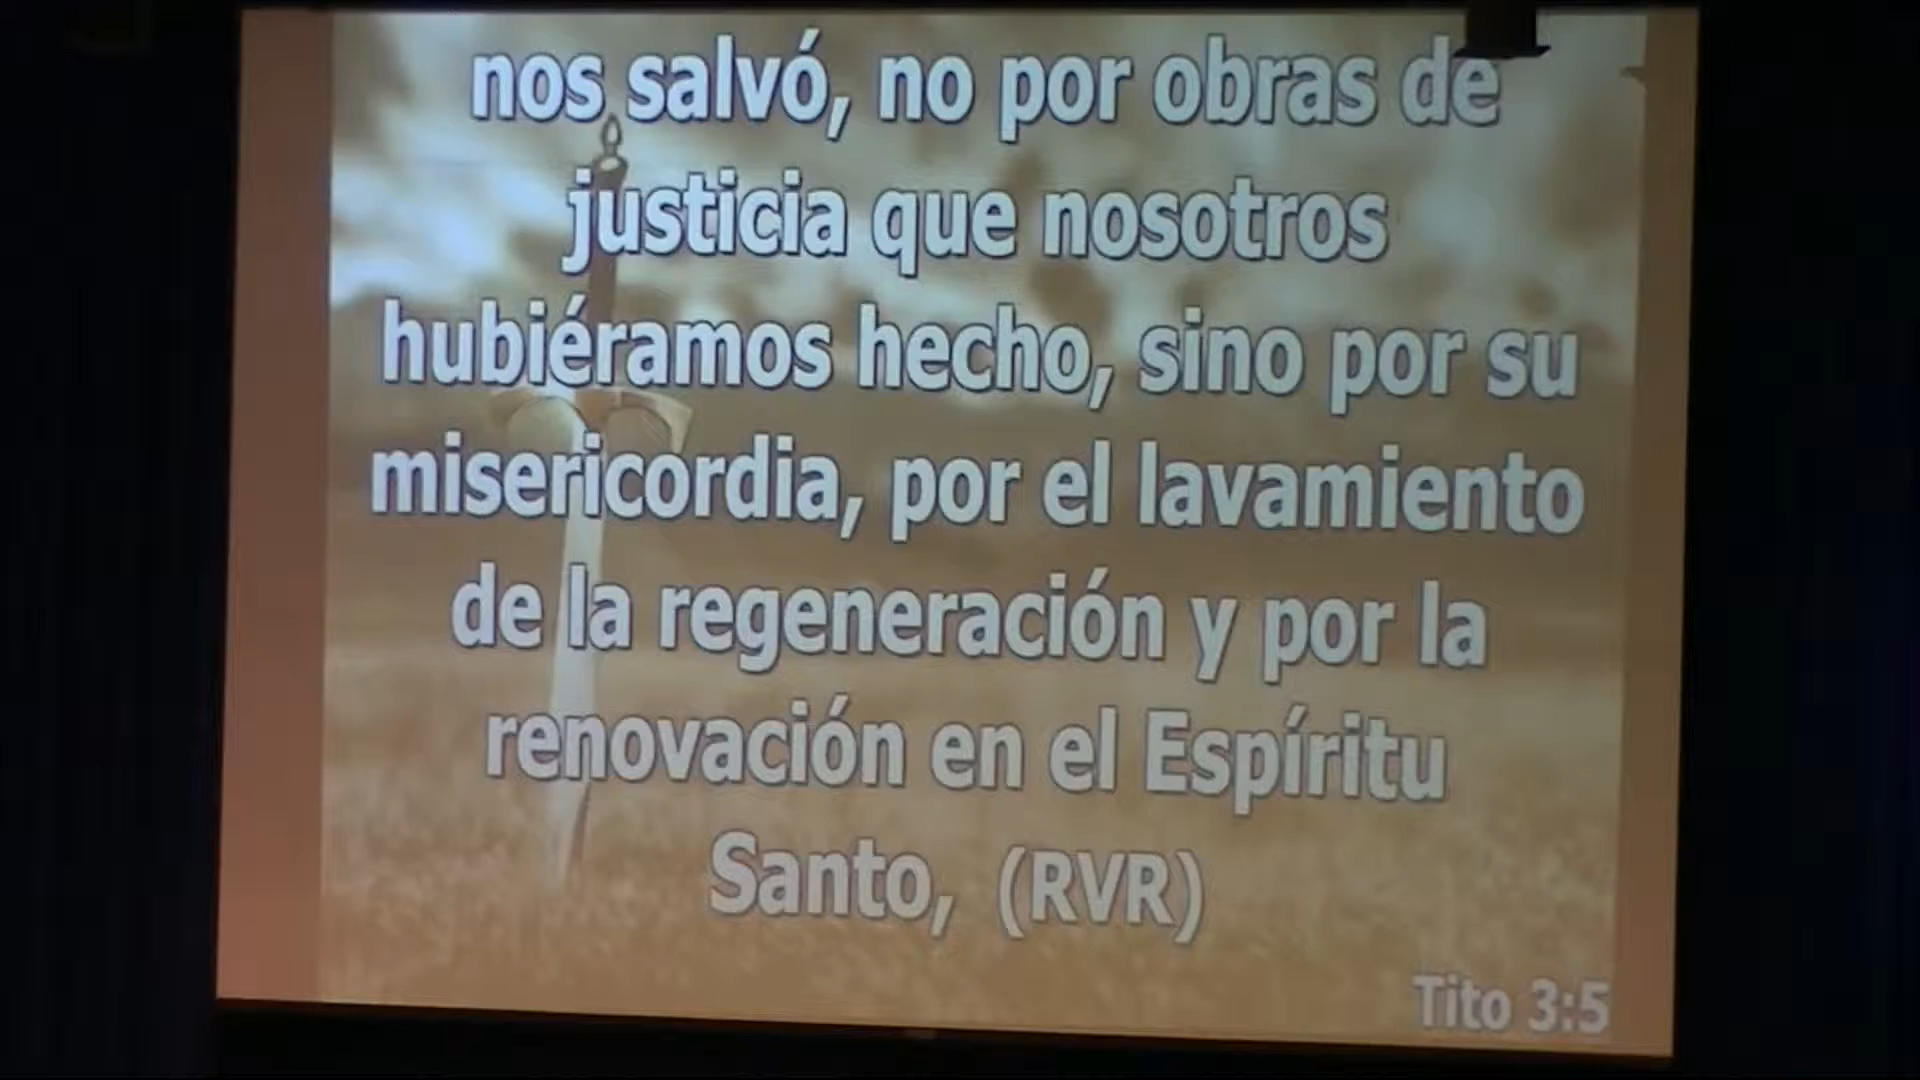 nos salvó, no por obras de
justicia que nosotros
hubiéramos hecho, sino por su
misericordia, por el lavamiento
de la regeneración y por la
renovación en el Espíritu
Santo, (RVR)
Tito 3:5